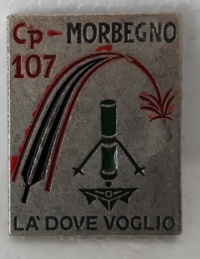 Cp - MORBEGNO
107
LA' DOVE VOGLIO